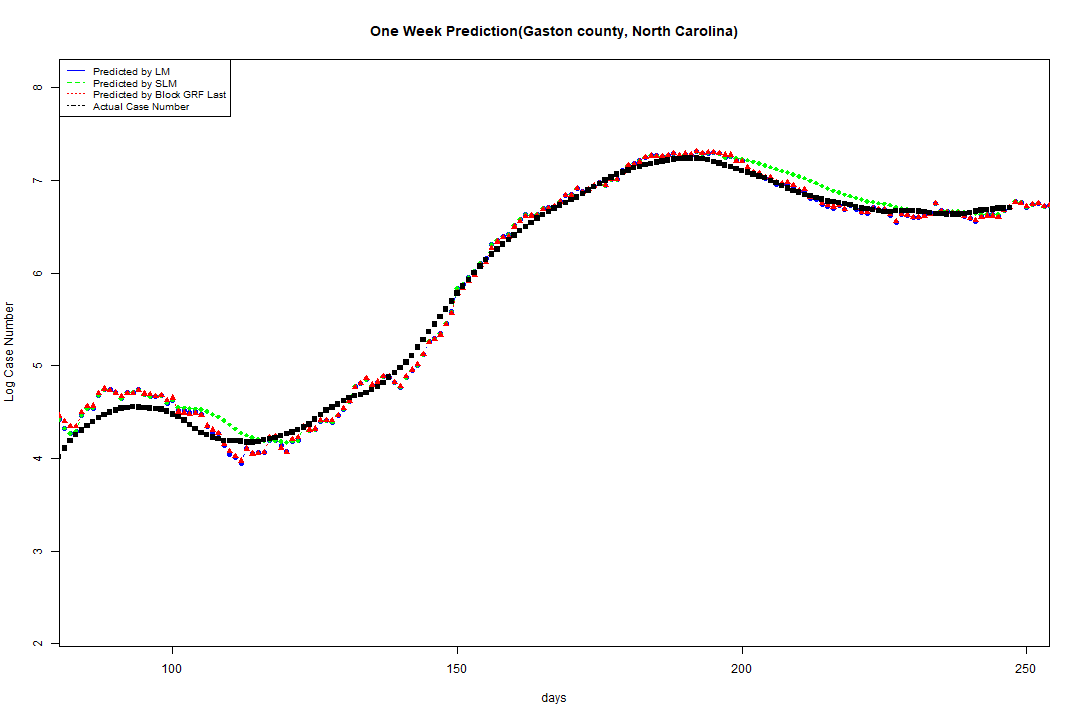 One Week Prediction(Gaston county, North Carolina)
Predicted by LM
Predicted by SLM
Predicted by Block GRF Last
Actual Case Number
8
7
6
5
4
3
2
Log Case Number
100 150 200 250
days